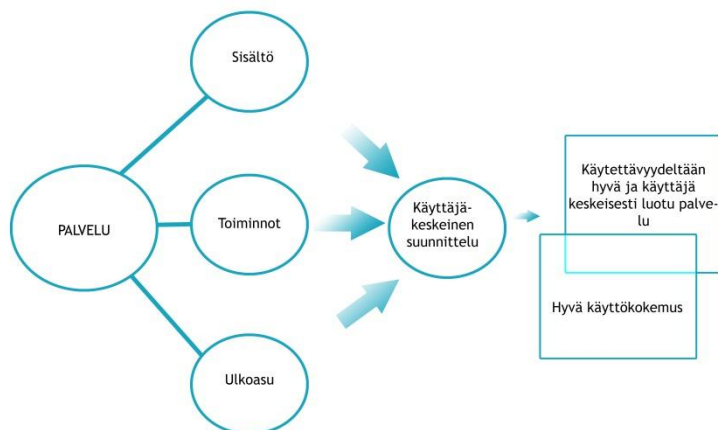 Sisältö
PALVELU
Toiminnot
Ulkoasu
Käyttäjä-
keskeinen
suunnittelu
Käytettävyydeltään
hyvä ja käyttäjä
keskeisesti luotu palve-
lu
Hyvä käyttökokemus